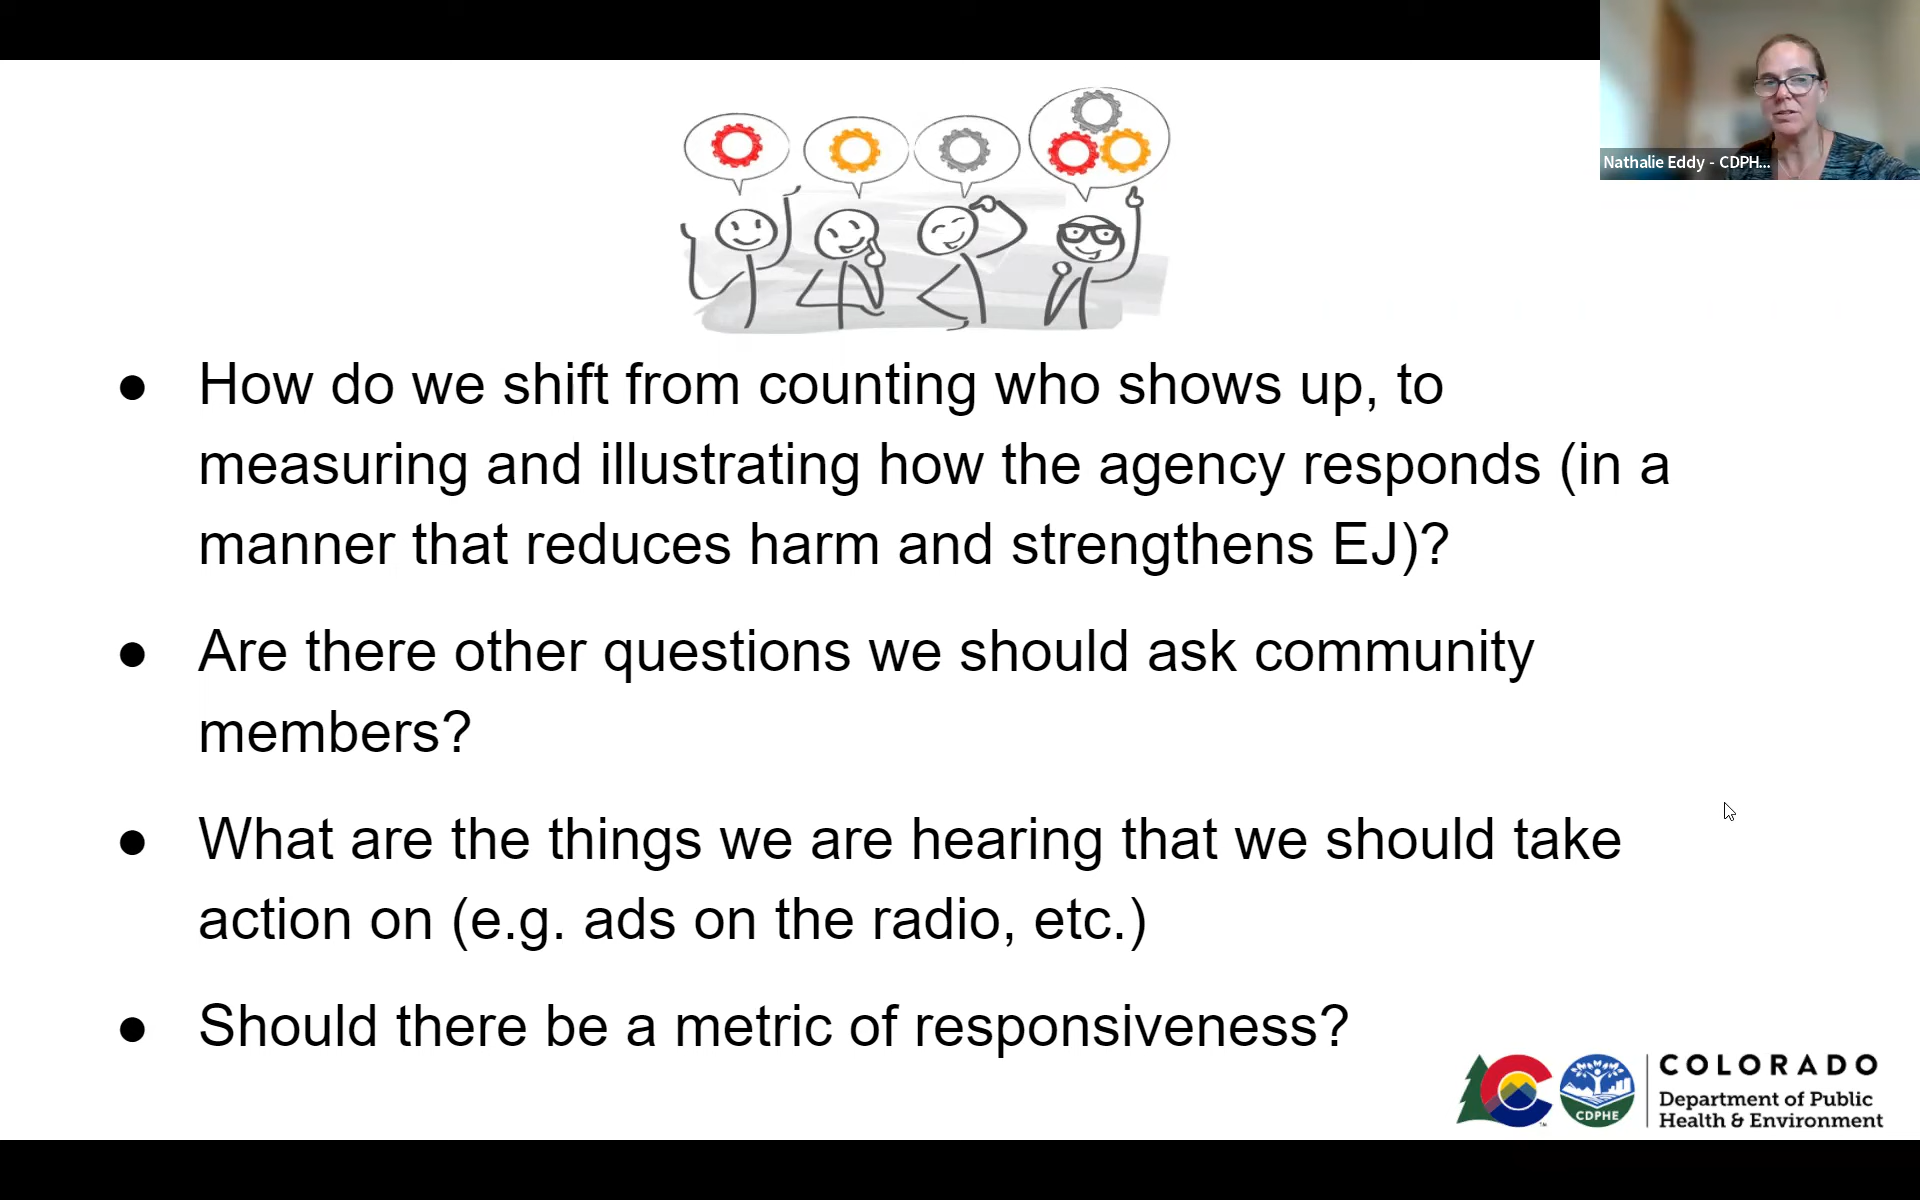 Nathalie Eddy - CDPH...
● How do we shift from counting who shows up, to
measuring and illustrating how the agency responds (in a
manner that reduces harm and strengthens EJ)?
● Are there other questions we should ask community
members?
● What are the things we are hearing that we should take
action on (e.g. ads on the radio, etc.)
● Should there be a metric of responsiveness?
CDPHE
TM
COLORADO
Department of Public
Health & Environment